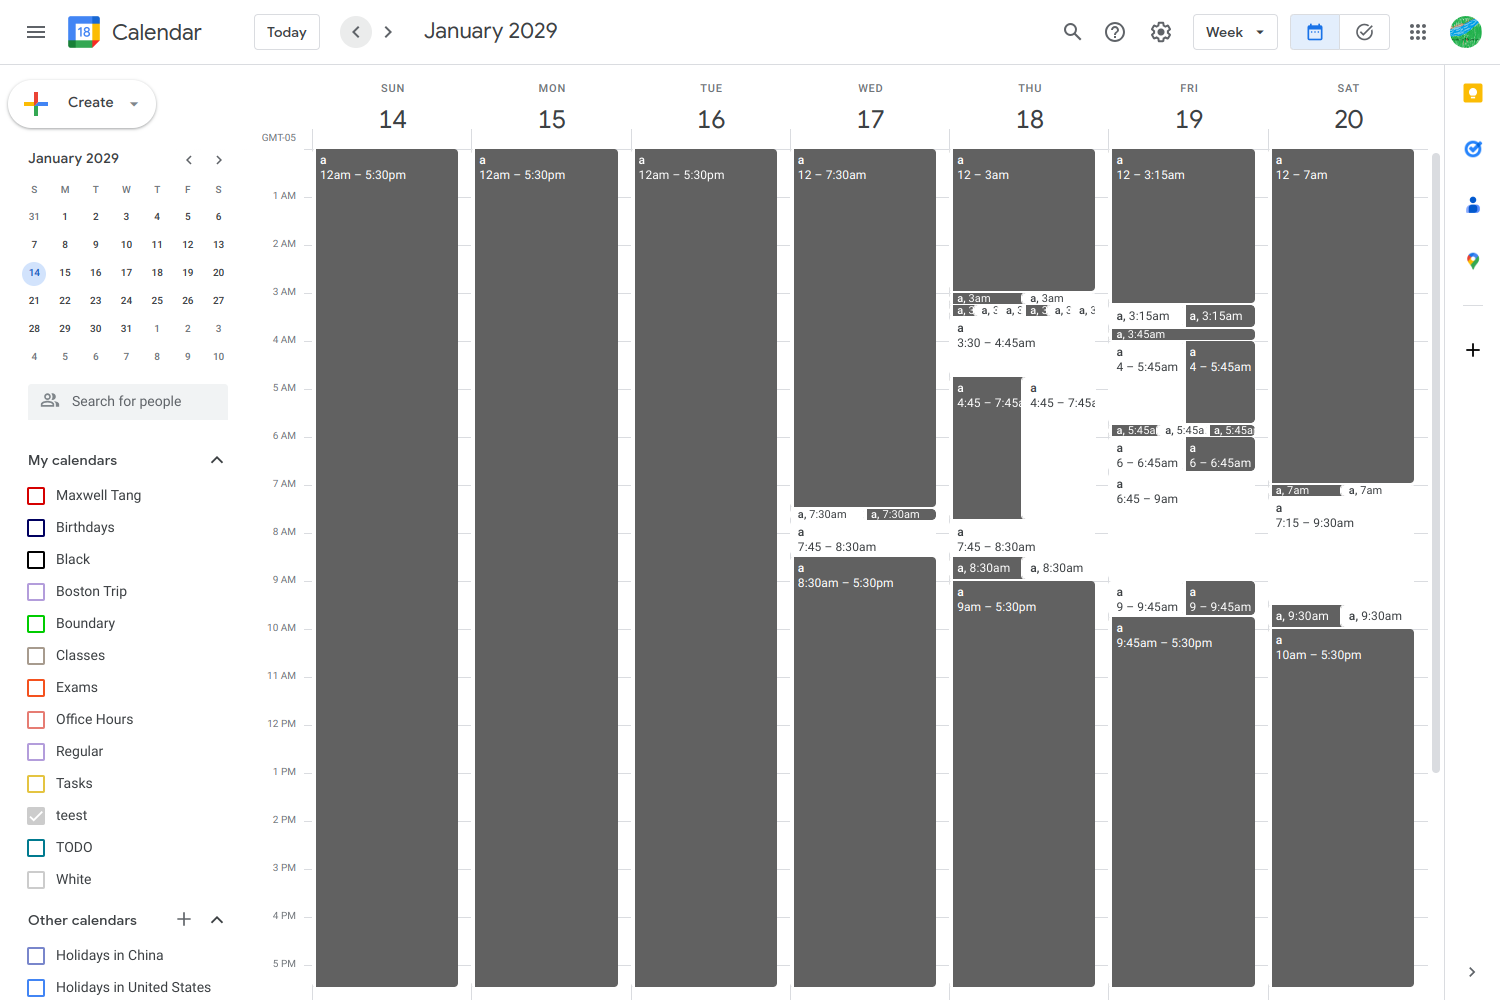 18 Calendar Today January 2029 Week
Create
January 2029
S M T W T F S
31 1 2 3 4 5 6
7 8 9 10 11 12 13
14 15 16 17 18 19 20
21 22 23 24 25 26 27
28 29 30 31 1 2 3
4 5 6 7 8 9 10
Search for people
My calendars
Maxwell Tang
Birthdays
Black
Boston Trip
Boundary
Classes
Exams
Office Hours
Regular
Tasks
teest
TODO
White
Other calendars
Holidays in China
Holidays in United States
SUN MON TUE WED THU FRI SAT
14 15 16 17 18 19 20
GMT-05
1 AM
2 AM
3 AM
4 AM
5 AM
6 AM
7 AM
8 AM
9 AM
10 AM
11 AM
12 PM
1 PM
2 PM
3 PM
4 PM
5 PM
a
12am – 5:30pm
a
12am – 5:30pm
a
12am – 5:30pm
a
12 – 7:30am
a, 7:30am a, 7:30am
a
7:45 – 8:30am
a
8:30am – 5:30pm
a
12 – 3am
a, 3am a, 3am
a, 3 a, 3 a, 3 a, 3 a, 3 a, 3
a
3:30 – 4:45am
a a
4:45 – 7:45a 4:45 – 7:45a
a
7:45 – 8:30am
a, 8:30am a, 8:30am
a
9am – 5:30pm
a
12 – 3:15am
a, 3:15am a, 3:15am
a, 3:45am
a a
4 – 5:45am 4 – 5:45am
a, 5:45a a, 5:45a a, 5:45a
a a
6 – 6:45am 6 – 6:45am
a
6:45 – 9am
a a
9 – 9:45am 9 – 9:45am
a
9:45am – 5:30pm
a
12 – 7am
a, 7am a, 7am
a
7:15 – 9:30am
a, 9:30am a, 9:30am
a
10am – 5:30pm